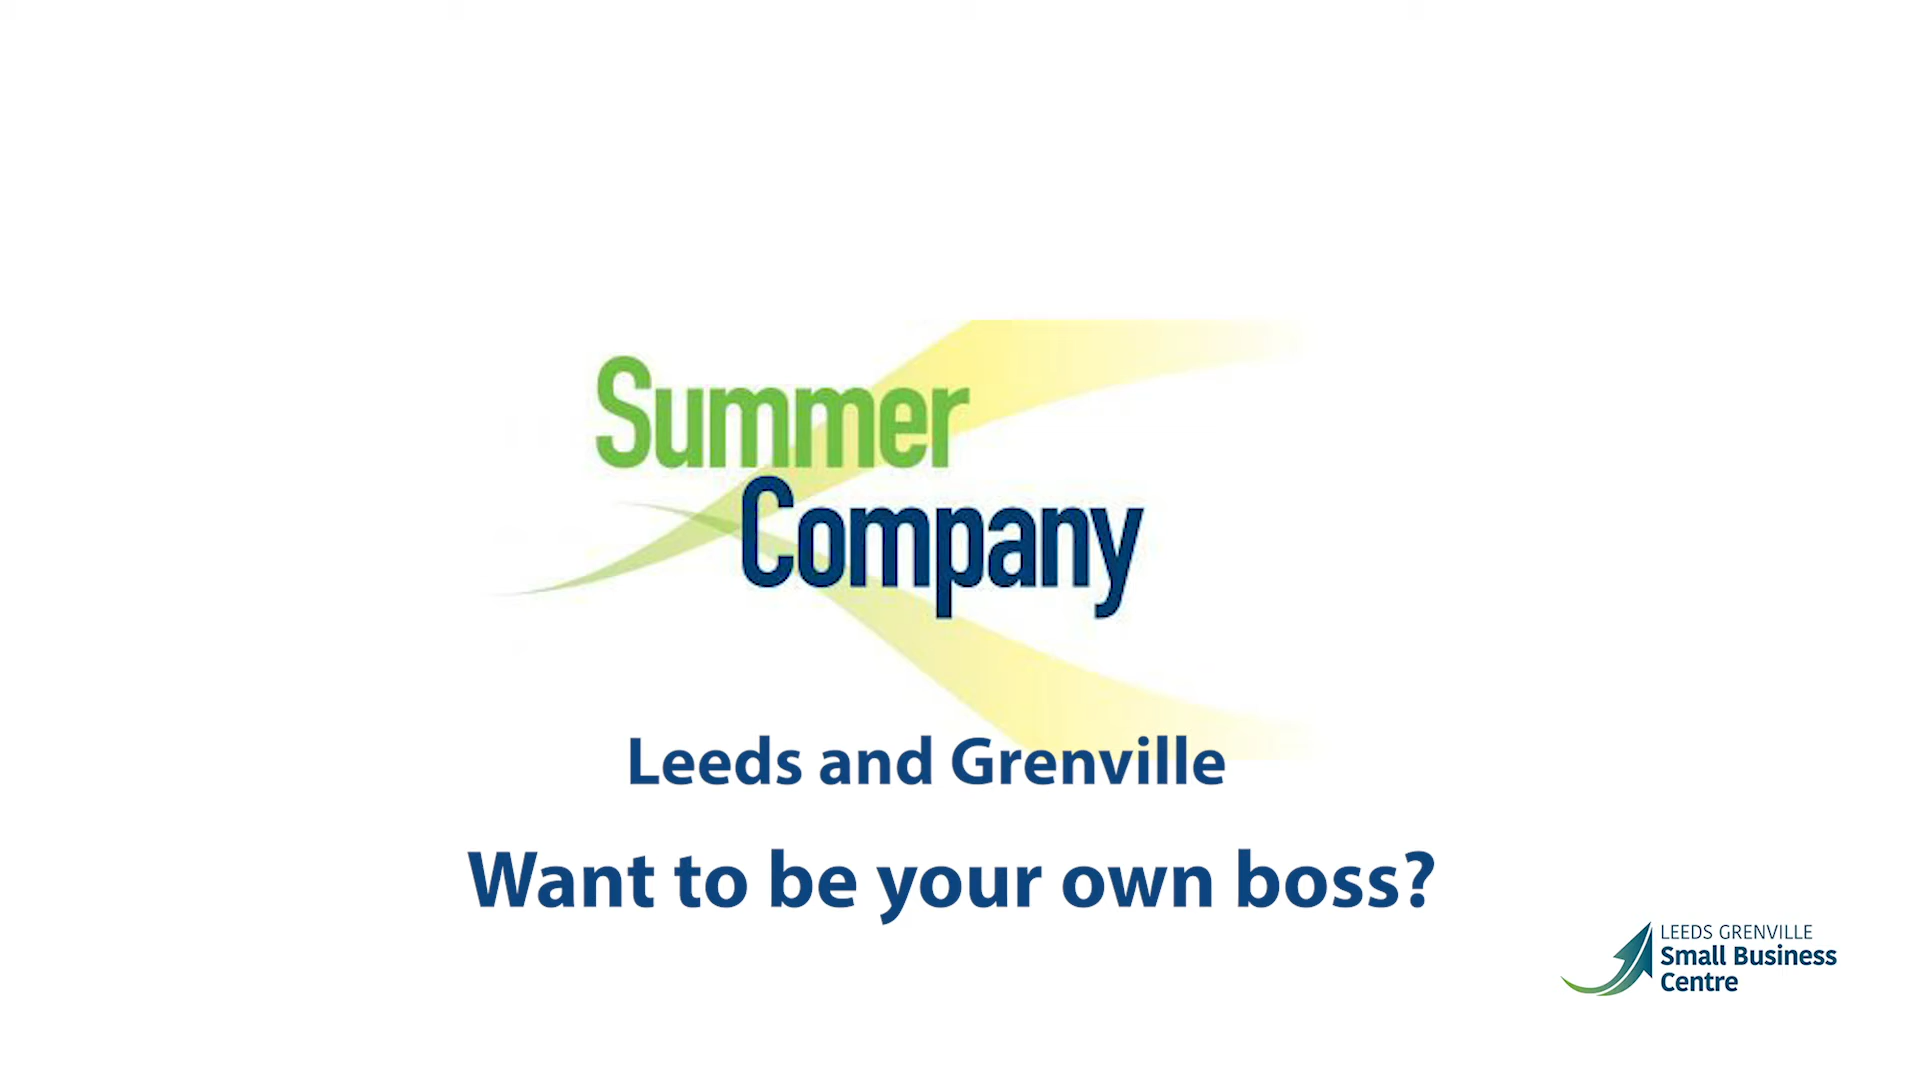 Summer
Company
Leeds and Grenville
Want to be your own boss?
LEEDS GRENVILLE
Small Business
Centre